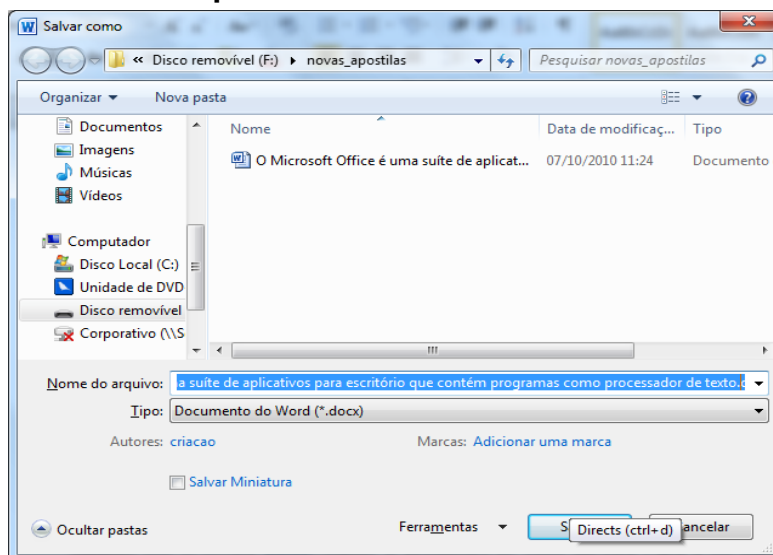 Salvar como
« Disco removível (F:) ▸ novas_apostilas
Pesquisar novas_apostilas
Organizar
Nova pasta
Documentos
Imagens
Músicas
Vídeos
Computador
Disco Local (C:)
Unidade de DVD
Disco removível
Corporativo (\\S
Nome Data de modificaç... Tipo
O Microsoft Office é uma suíte de aplicat... 07/10/2010 11:24 Documento
Nome do arquivo: a suíte de aplicativos para escritório que contém programas como processador de texto.
Tipo: Documento do Word (*.docx)
Autores: criacao Marcas: Adicionar uma marca
Salvar Miniatura
Ocultar pastas
Ferramentas
Directs (ctrl+d)
ancelar